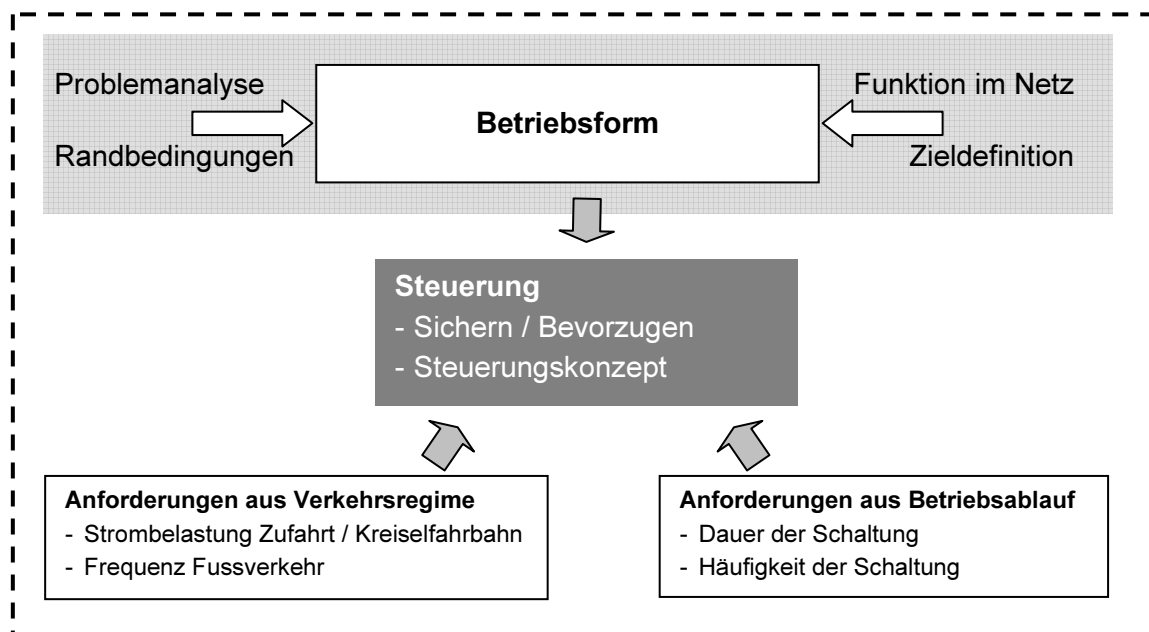 Problemanalyse
Randbedingungen
Betriebsform
Funktion im Netz
Zieldefinition
Steuerung
- Sichern / Bevorzugen
- Steuerungskonzept
Anforderungen aus Verkehrsregime
- Strombelastung Zufahrt / Kreiselfahrbahn
- Frequenz Fussverkehr
Anforderungen aus Betriebsablauf
- Dauer der Schaltung
- Häufigkeit der Schaltung